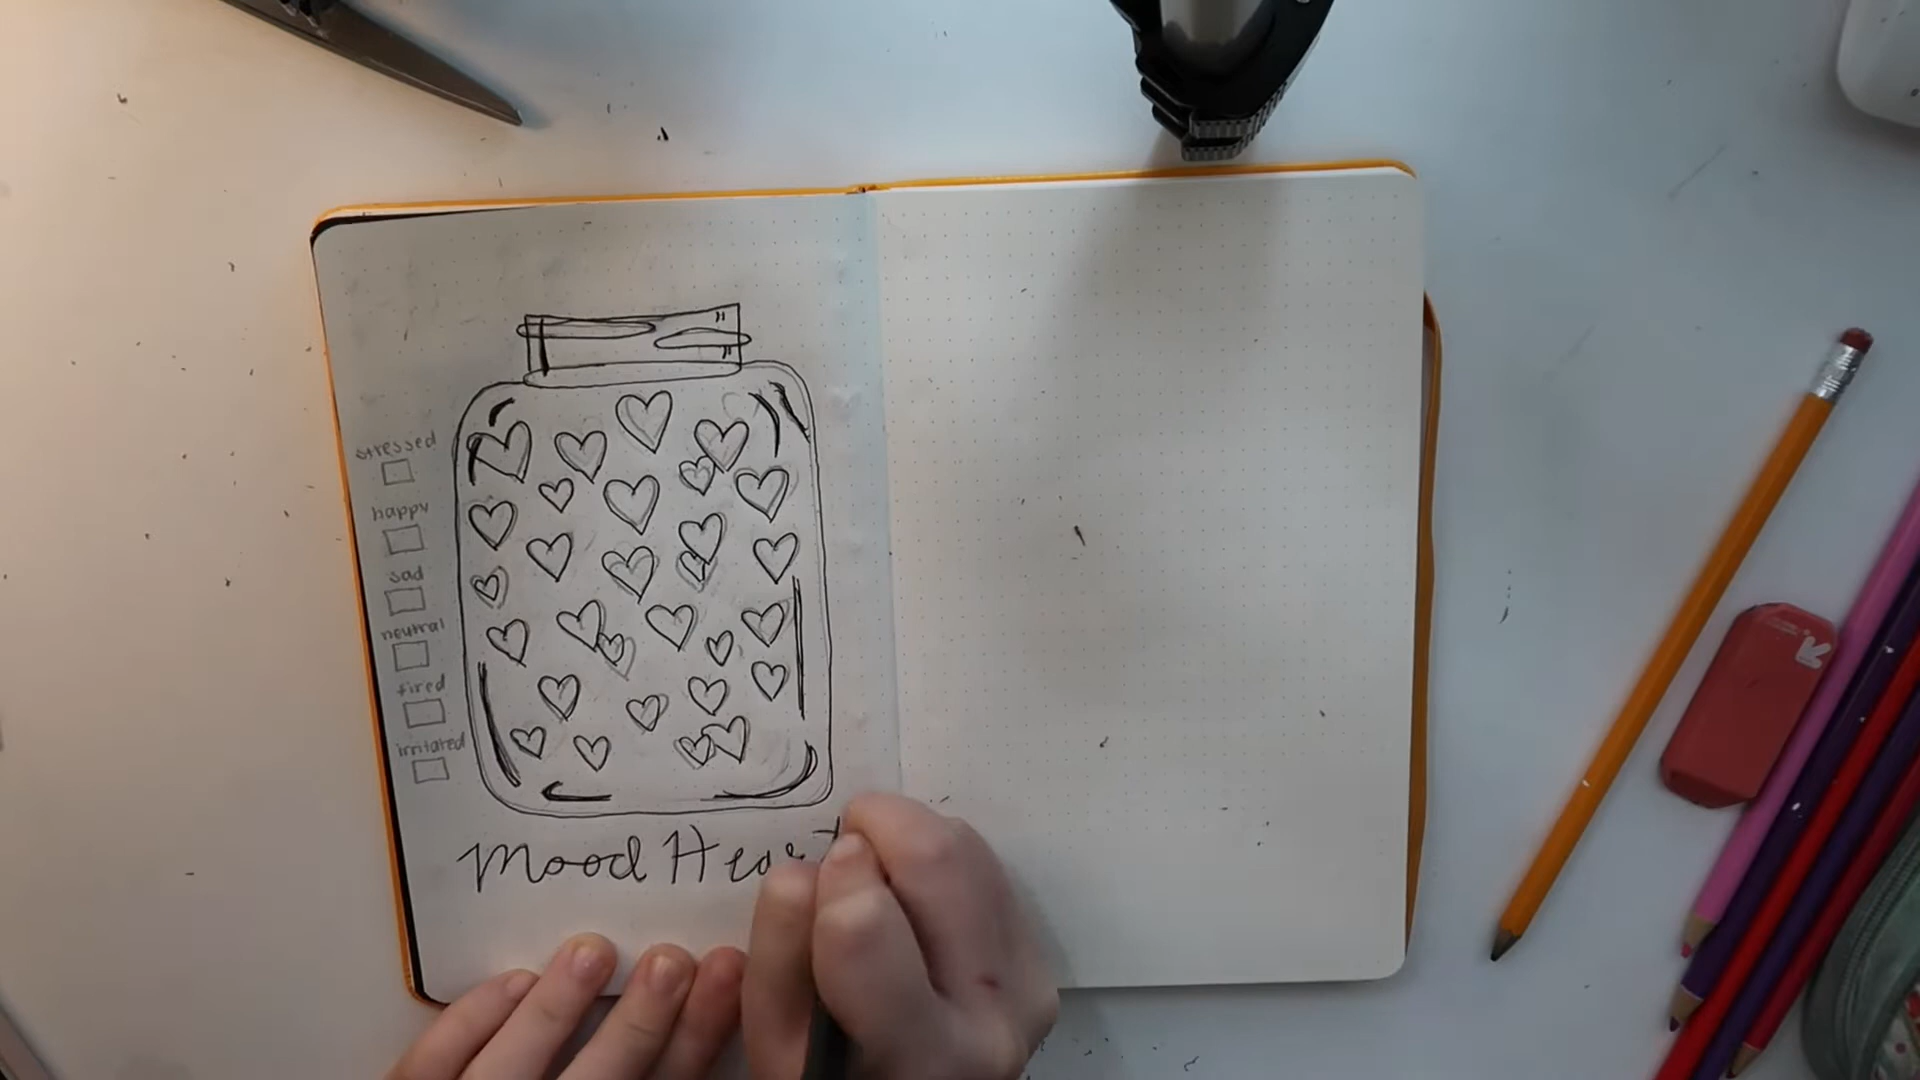 stressed
happy
sad
neutral
tired
irritated
Mood Heart